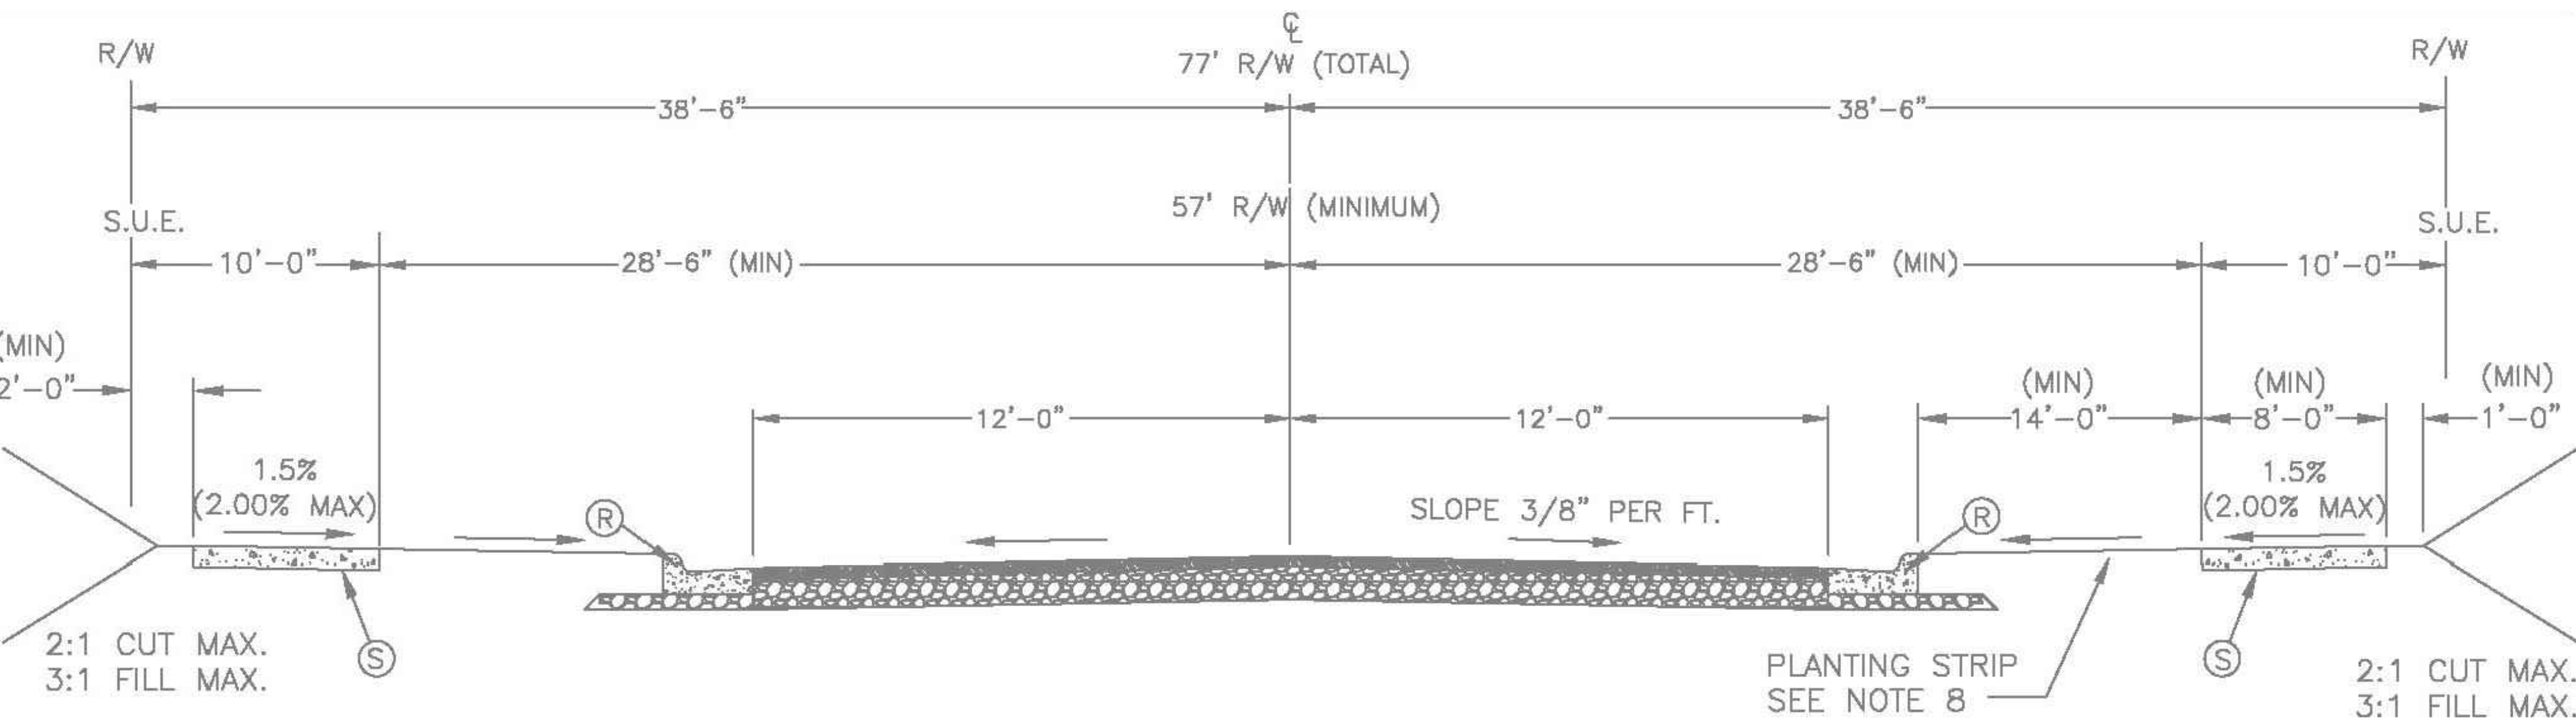 ℄
R/W
77' R/W (TOTAL)
R/W
38'-6"
38'-6"
57' R/W (MINIMUM)
S.U.E.
S.U.E.
10'-0"
28'-6" (MIN)
28'-6" (MIN)
10'-0"
(MIN)
2'-0"
(MIN)
14'-0"
(MIN)
8'-0"
(MIN)
1'-0"
12'-0"
12'-0"
1.5%
(2.00% MAX)
R
SLOPE 3/8" PER FT.
R
1.5%
(2.00% MAX)
2:1 CUT MAX.
3:1 FILL MAX.
S
PLANTING STRIP
SEE NOTE 8
S
2:1 CUT MAX.
3:1 FILL MAX.